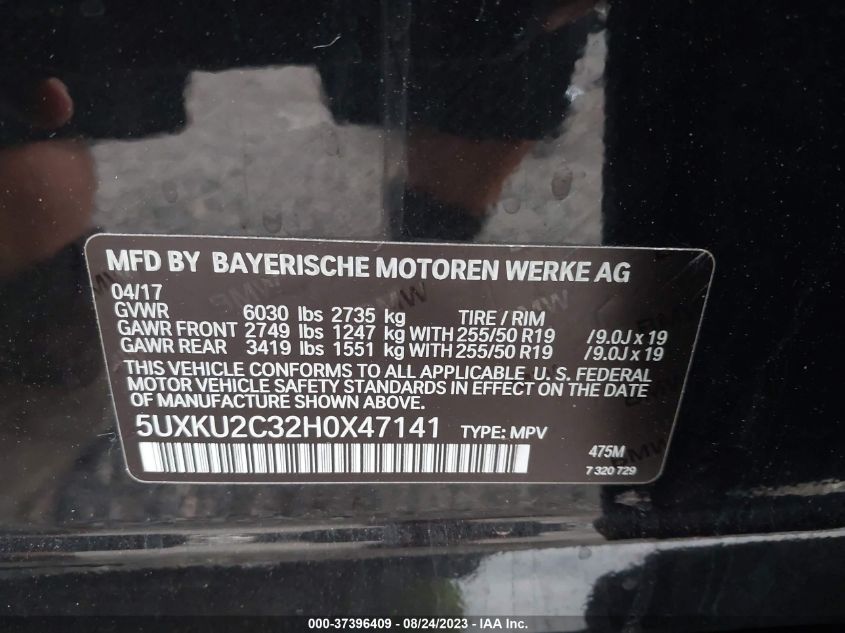 MFD BY BAYERISCHE MOTOREN WERKE AG
04/17
GVWR 6030 lbs 2735 kg TIRE / RIM
GAWR FRONT 2749 lbs 1247 kg WITH 255/50 R19 /9.0J x 19
GAWR REAR 3419 lbs 1551 kg WITH 255/50 R19 /9.0J x 19
THIS VEHICLE CONFORMS TO ALL APPLICABLE U.S. FEDERAL
MOTOR VEHICLE SAFETY STANDARDS IN EFFECT ON THE DATE
OF MANUFACTURE SHOWN ABOVE.
5UXKU2C32H0X47141 TYPE: MPV 475M
7 320 729
000-37396409 - 08/24/2023 - IAA Inc.